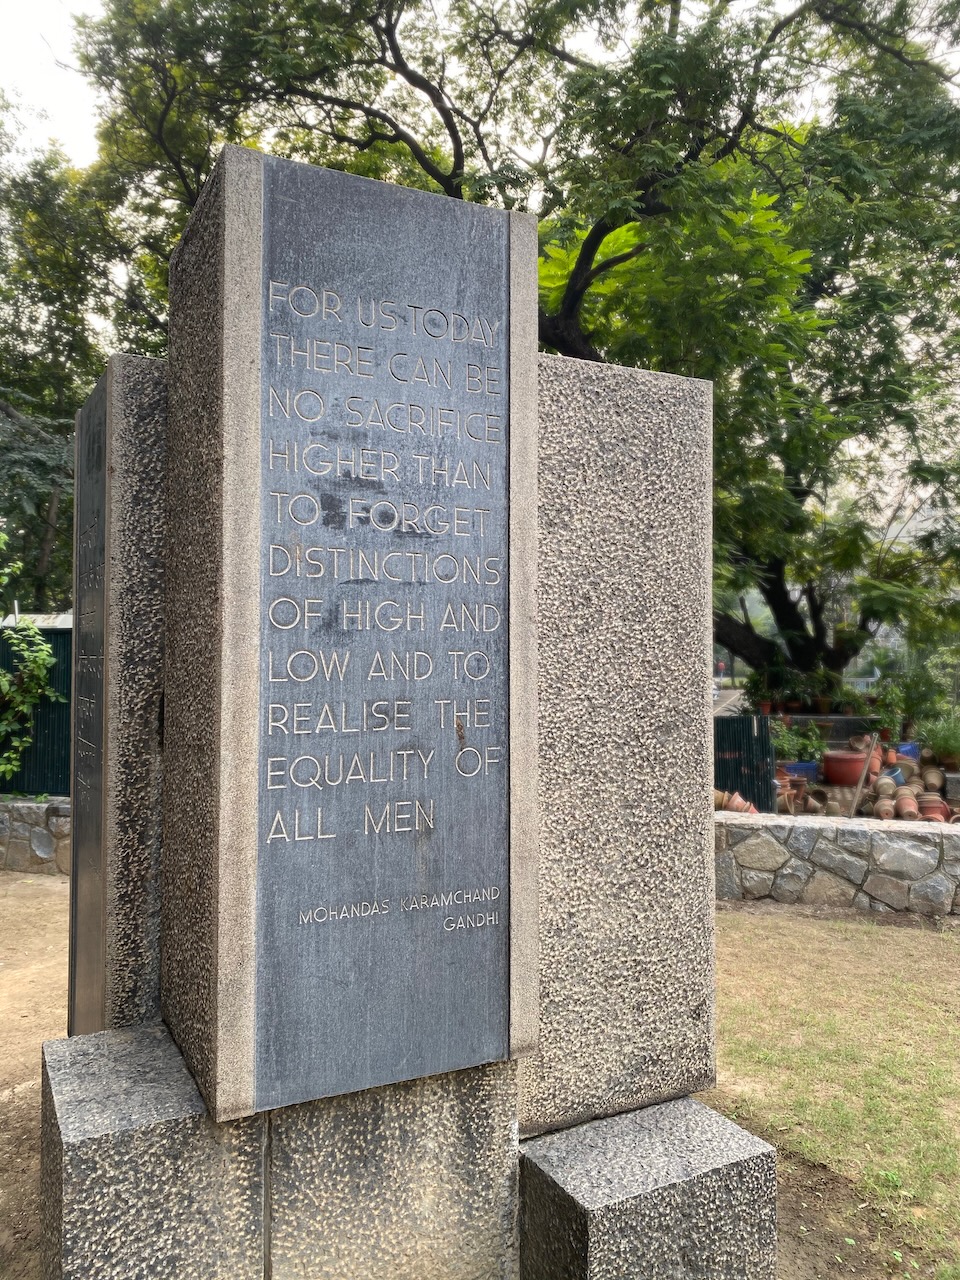 FOR US TODAY
THERE CAN BE
NO SACRIFICE
HIGHER THAN
TO FORGET
DISTINCTIONS
OF HIGH AND
LOW AND TO
REALISE THE
EQUALITY OF
ALL MEN
MOHANDAS KARAMCHAND
GANDHI